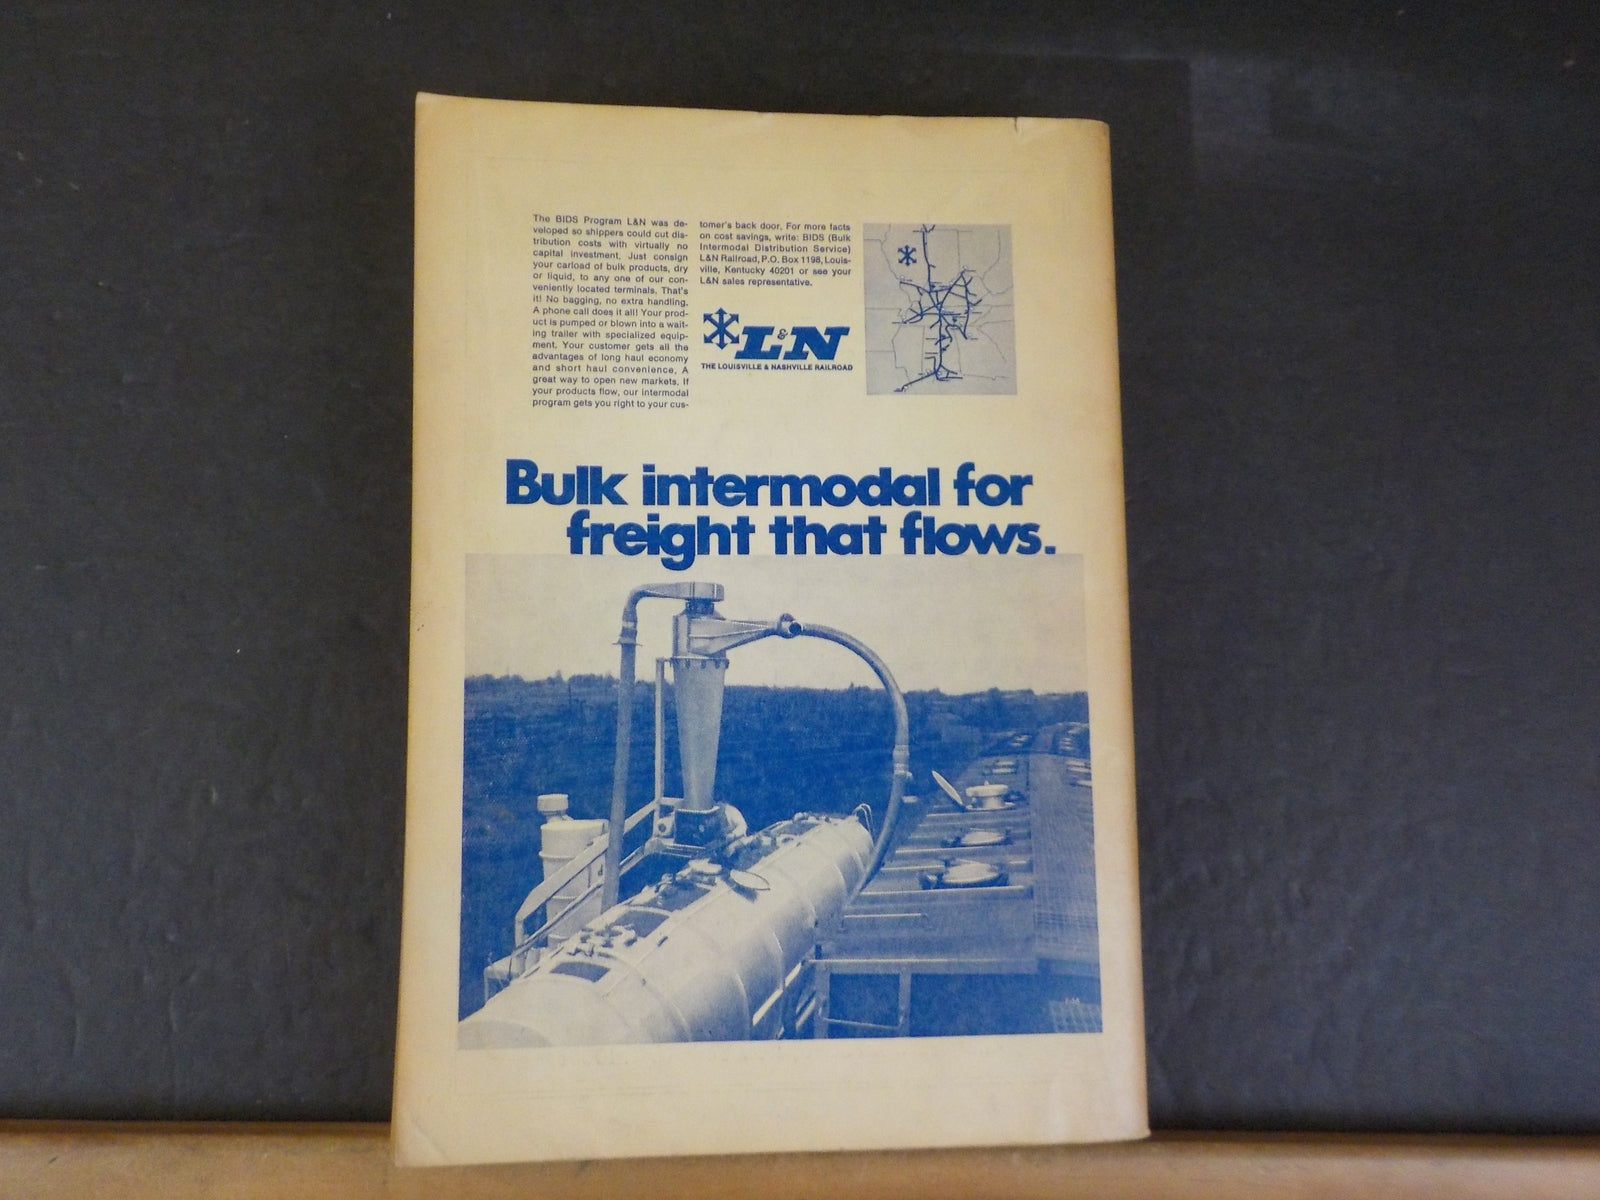 The BIDS Program L&N was de-
veloped so shippers could cut dis-
tribution costs with virtually no
capital investment. Just consign
your carload of bulk products, dry
or liquid, to any one of our con-
veniently located terminals. That's
it! No bagging, no extra handling.
A phone call does it all! Your prod-
uct is pumped or blown into a wait-
ing trailer with specialized equip-
ment. Your customer gets all the
advantages of long haul economy
and short haul convenience. A
great way to open new markets. If
your products flow, our intermodal
program gets you right to your cus-
tomer's back door. For more facts
on cost savings, write: BIDS (Bulk
Intermodal Distribution Service)
L&N Railroad, P.O. Box 1198, Louis-
ville, Kentucky 40201 or see your
L&N sales representative.
L&N
THE LOUISVILLE & NASHVILLE RAILROAD
Bulk intermodal for
freight that flows.